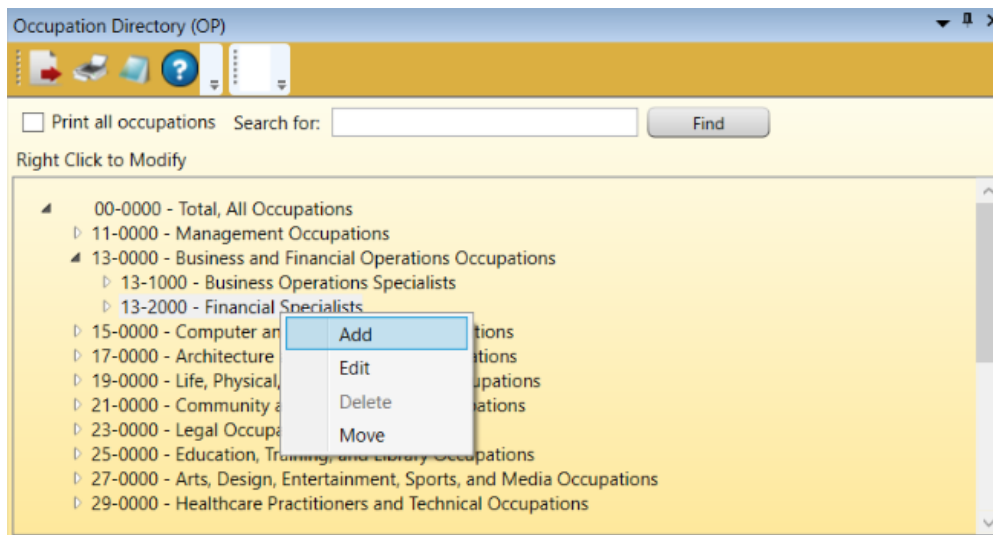 Occupation Directory (OP)
Print all occupations Search for: Find
Right Click to Modify
00-0000 - Total, All Occupations
11-0000 - Management Occupations
13-0000 - Business and Financial Operations Occupations
13-1000 - Business Operations Specialists
13-2000 - Financial Specialists
15-0000 - Computer an tions
Add
17-0000 - Architecture ations
Edit
19-0000 - Life, Physical, upations
21-0000 - Community a ations
Delete
23-0000 - Legal Occupa
Move
25-0000 - Education, Training, and Library Occupations
27-0000 - Arts, Design, Entertainment, Sports, and Media Occupations
29-0000 - Healthcare Practitioners and Technical Occupations